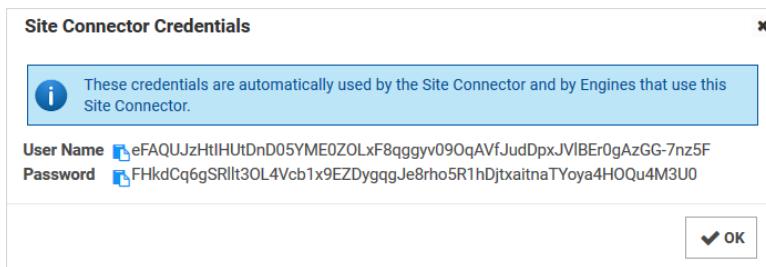 Site Connector Credentials
These credentials are automatically used by the Site Connector and by Engines that use this
Site Connector.
User Name eFAQUJzHtIHUtDnD05YME0ZOLxF8qggyv09OqAVfJudDpxJVlBEr0gAzGG-7nz5F
Password FHkdCq6gSRllt3OL4Vcb1x9EZDygqgJe8rho5R1hDjtxaitnaTYoya4HOQu4M3U0
OK